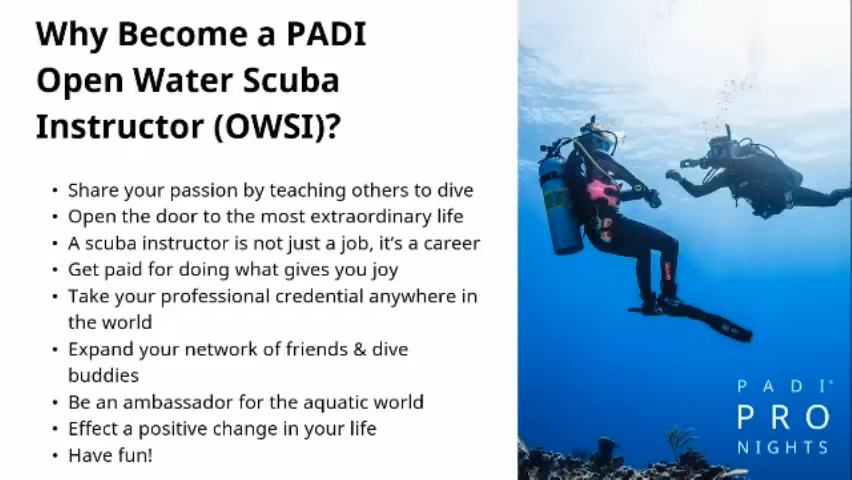 Why Become a PADI
Open Water Scuba
Instructor (OWSI)?
• Share your passion by teaching others to dive
• Open the door to the most extraordinary life
• A scuba instructor is not just a job, it's a career
• Get paid for doing what gives you joy
• Take your professional credential anywhere in
the world
• Expand your network of friends & dive
buddies
• Be an ambassador for the aquatic world
• Effect a positive change in your life
• Have fun!
PADI®
PRO
NIGHTS